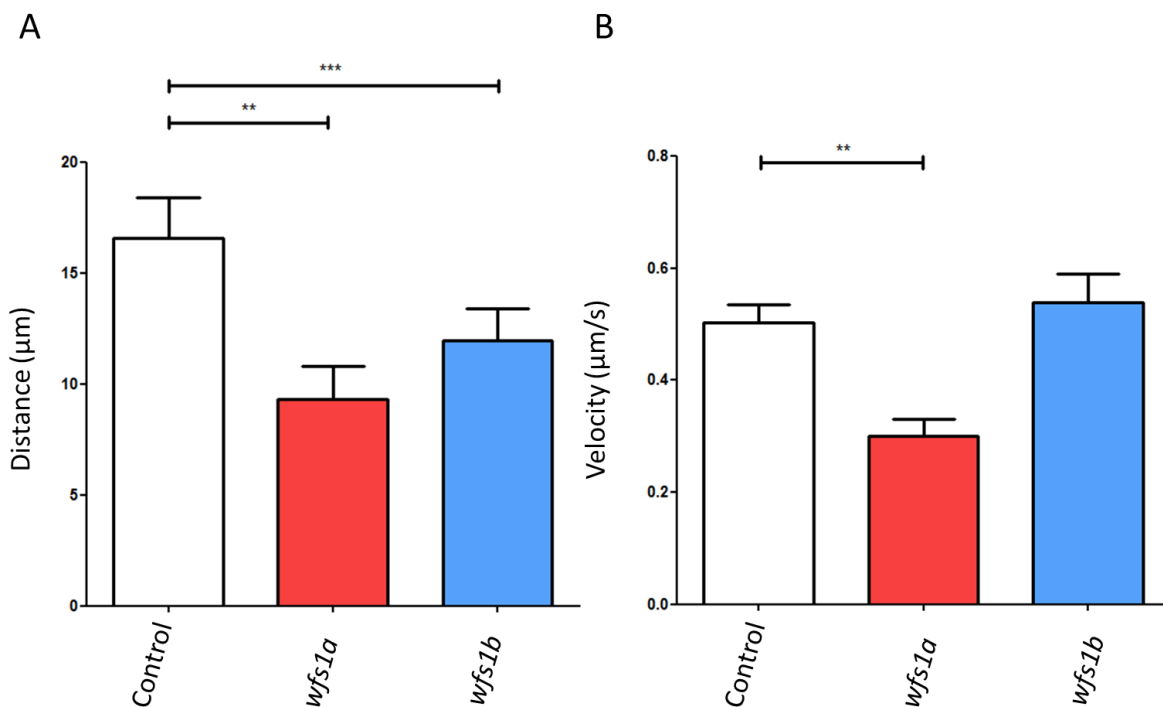 A
***
**
20
15
10
5
0
Distance (μm)
Control
wfs1a
wfs1b
B
**
0.8
0.6
0.4
0.2
0.0
Velocity (μm/s)
Control
wfs1a
wfs1b